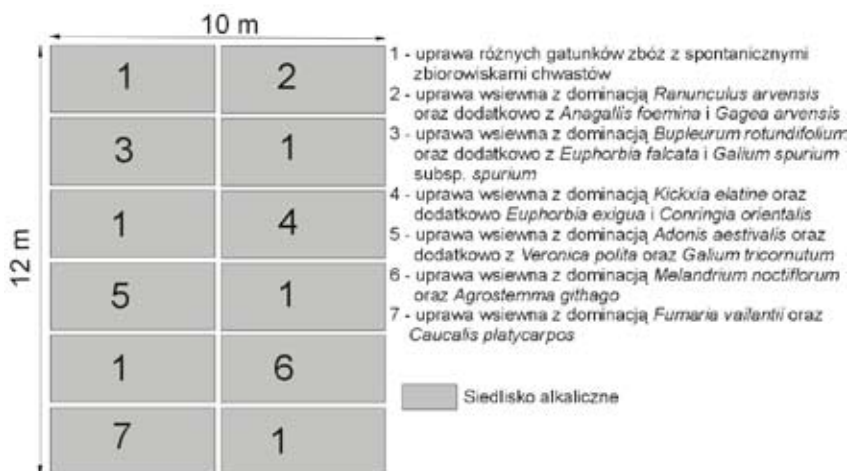 10 m
12 m
1 2
3 1
1 4
5 1
1 6
7 1
1 - uprawa różnych gatunków zbóż z spontanicznymi
zbiorowiskami chwastów
2 - uprawa wsiewna z dominacją Ranunculus arvensis
oraz dodatkowo z Anagallis foemina i Gagea arvensis
3 - uprawa wsiewna z dominacją Bupleurum rotundifolium
oraz dodatkowo z Euphorbia falcata i Galium spurium
subsp. spurium
4 - uprawa wsiewna z dominacją Kickxia elatine oraz
dodatkowo Euphorbia exigua i Conringia orientalis
5 - uprawa wsiewna z dominacją Adonis aestivalis oraz
dodatkowo z Veronica polita oraz Galium tricornutum
6 - uprawa wsiewna z dominacją Melandrium noctiflorum
oraz Agrostemma githago
7 - uprawa wsiewna z dominacją Fumaria vailantii oraz
Caucalis platycarpos
Siedlisko alkaliczne